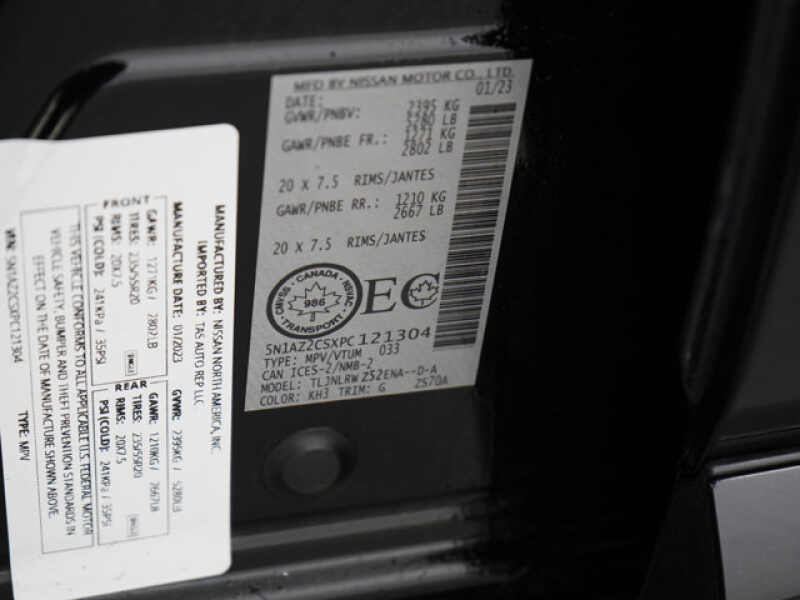 MFD BY NISSAN MOTOR CO., LTD.
DATE: 01/23
GVWR/PNBV: 2395 KG
5280 LB
GAWR/PNBE FR.: 1271 KG
2802 LB
20 X 7.5 RIMS/JANTES
GAWR/PNBE RR.: 1210 KG
2667 LB
20 X 7.5 RIMS/JANTES
CANADA
986
TRANSPORT
EC
5N1AZ2CSXPC121304
TYPE: MPV/VTUM 033
CAN ICES-2/NMB-2
MODEL: TLJNLRW Z52ENA--D-A
COLOR: KH3 TRIM: G ZS70A
MANUFACTURED BY: NISSAN NORTH AMERICA, INC.
IMPORTED BY: TAS AUTO REP LLC
MANUFACTURE DATE: 01/2023 GVWR: 2395KG / 5280LB
FRONT
GAWR: 1271KG / 2802LB
TIRES: 235/55R20 SINGLE
RIMS: 20X7.5
PSI (COLD): 241KPa / 35PSI
REAR
GAWR: 1210KG / 2667LB
TIRES: 235/55R20 SINGLE
RIMS: 20X7.5
PSI (COLD): 241KPa / 35PSI
THIS VEHICLE CONFORMS TO ALL APPLICABLE U.S. FEDERAL MOTOR
VEHICLE SAFETY, BUMPER AND THEFT PREVENTION STANDARDS IN
EFFECT ON THE DATE OF MANUFACTURE SHOWN ABOVE.
VIN: 5N1AZ2CSXPC121304 TYPE: MPV